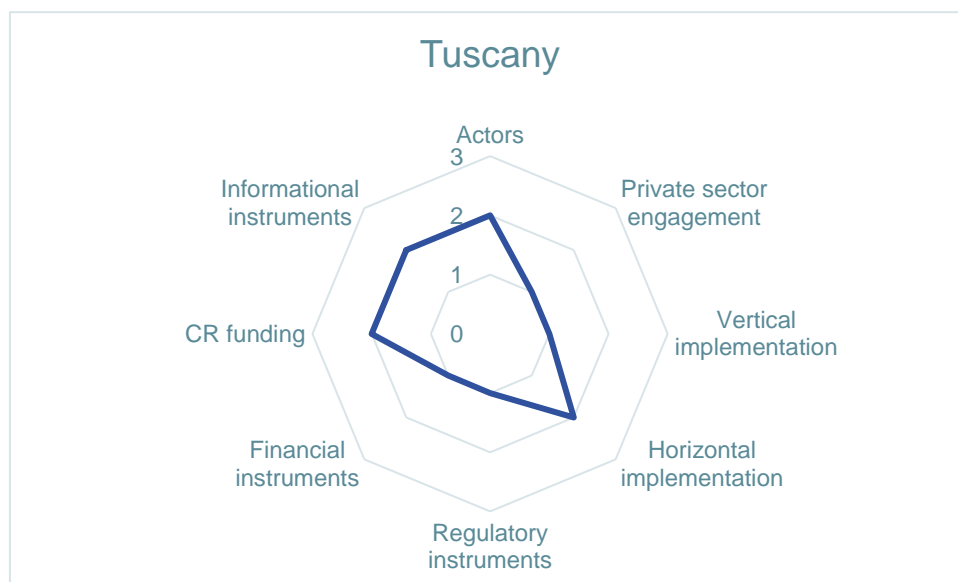 Tuscany
Actors
3
Informational
instruments
Private sector
engagement
2
1
CR funding
0
Vertical
implementation
Financial
instruments
Horizontal
implementation
Regulatory
instruments